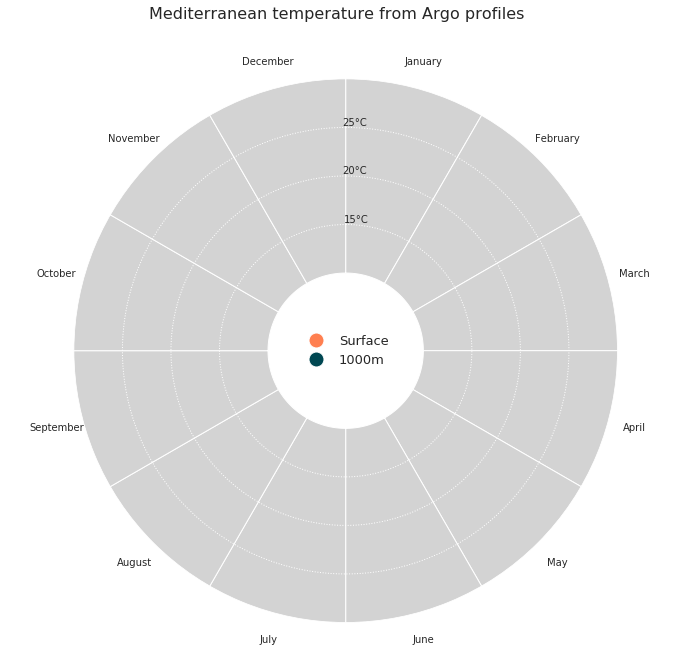 Mediterranean temperature from Argo profiles
December
January
November
February
25°C
20°C
15°C
October
March
Surface
1000m
September
April
August
May
July
June